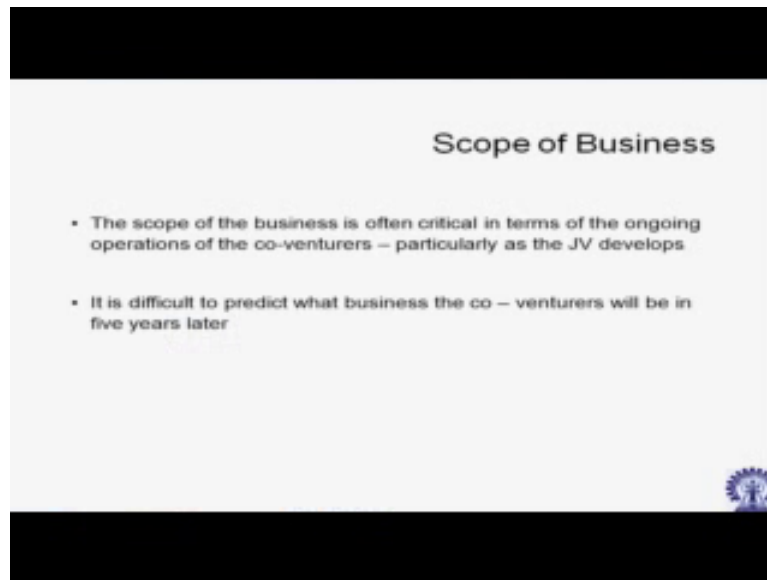 Scope of Business
• The scope of the business is often critical in terms of the ongoing
operations of the co-venturers – particularly as the JV develops
• It is difficult to predict what business the co – venturers will be in
five years later